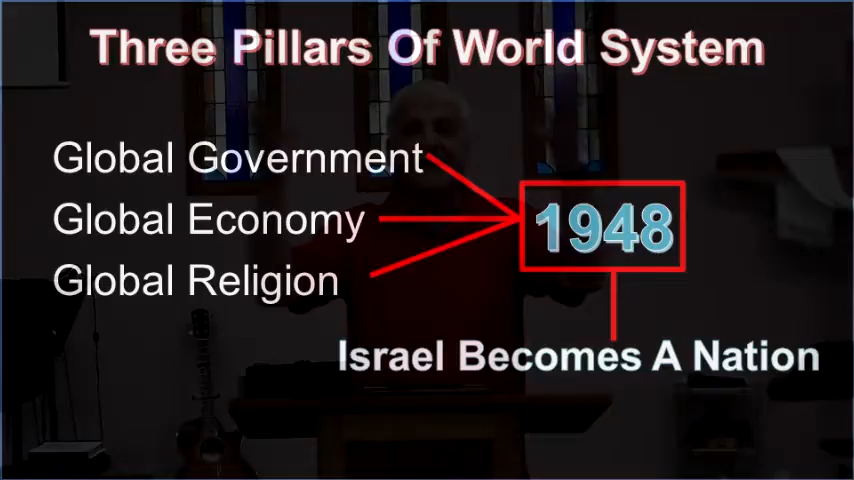 Three Pillars Of World System
Global Government
Global Economy
1948
Global Religion
Israel Becomes A Nation